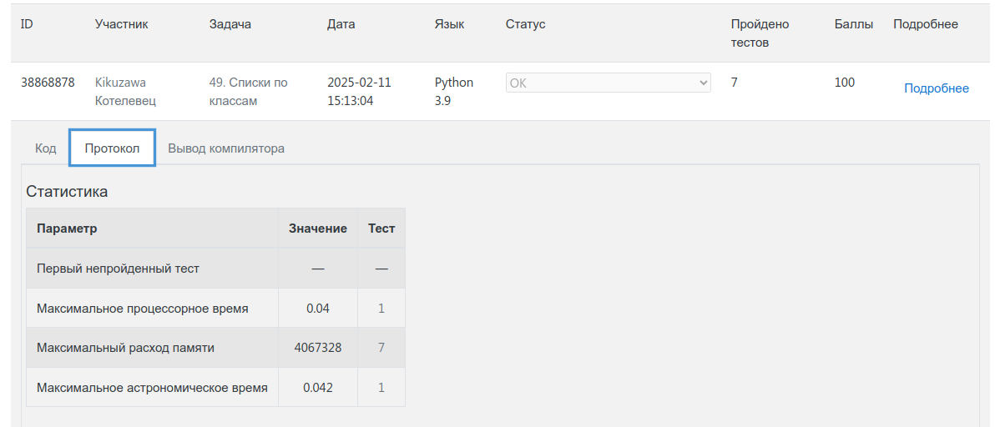 ID Участник Задача Дата Язык Статус Пройдено тестов Баллы Подробнее
38868878 Kikuzawa Котелевец 49. Списки по классам 2025-02-11 15:13:04 Python 3.9 OK 7 100 Подробнее
Код Протокол Вывод компилятора
Статистика
Параметр Значение Тест
Первый непройденный тест — —
Максимальное процессорное время 0.04 1
Максимальный расход памяти 4067328 7
Максимальное астрономическое время 0.042 1